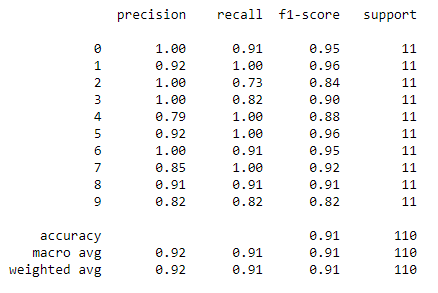 precision recall f1-score support
0 1.00 0.91 0.95 11
1 0.92 1.00 0.96 11
2 1.00 0.73 0.84 11
3 1.00 0.82 0.90 11
4 0.79 1.00 0.88 11
5 0.92 1.00 0.96 11
6 1.00 0.91 0.95 11
7 0.85 1.00 0.92 11
8 0.91 0.91 0.91 11
9 0.82 0.82 0.82 11
accuracy 0.91 110
macro avg 0.92 0.91 0.91 110
weighted avg 0.92 0.91 0.91 110